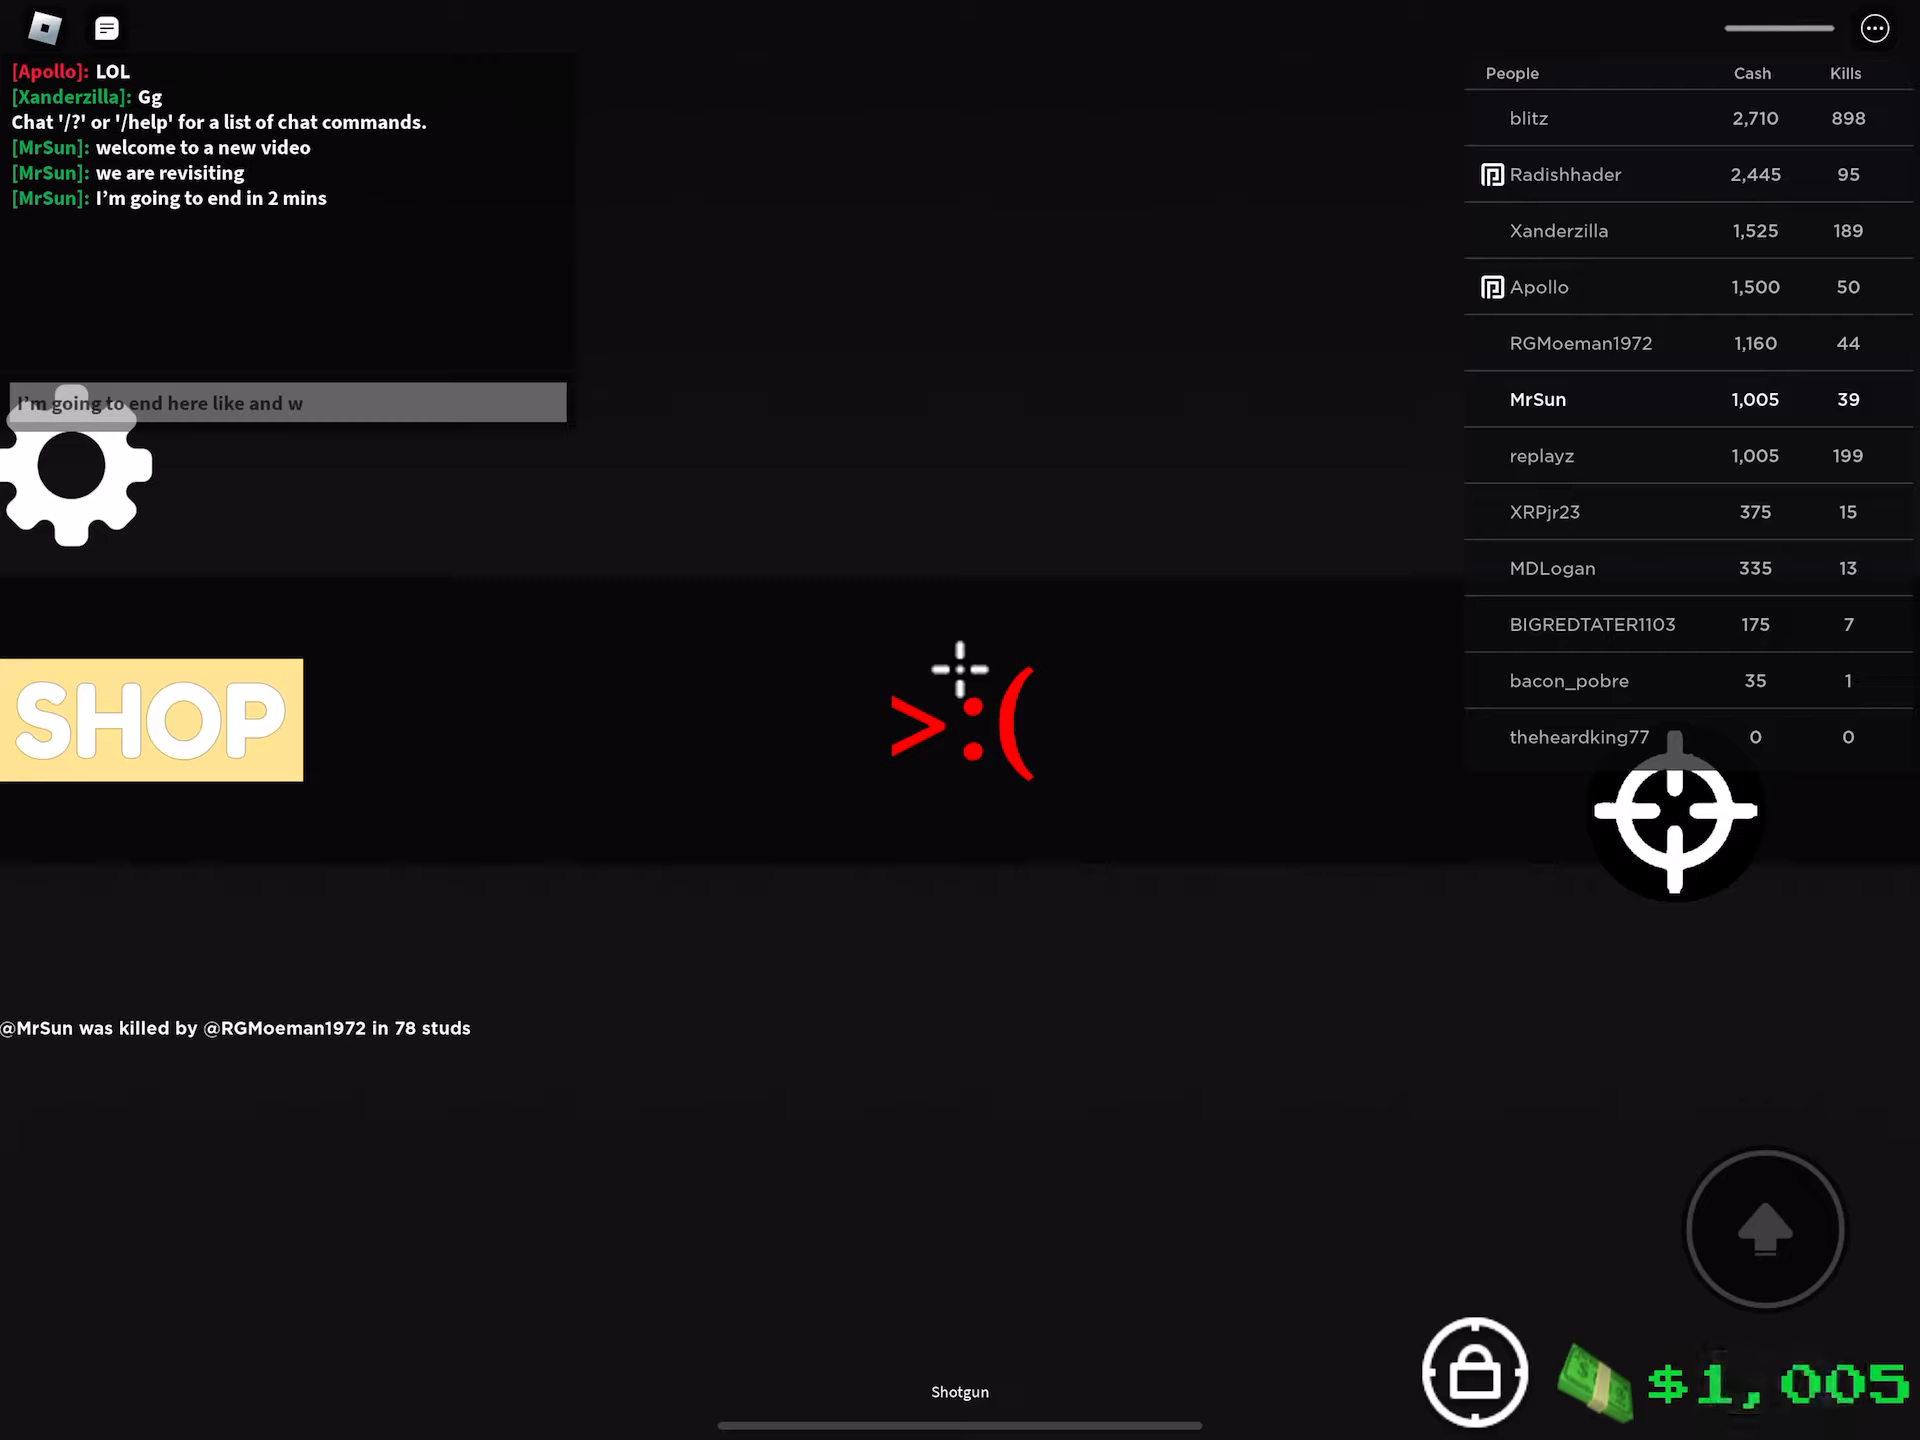 [Apollo]: LOL
[Xanderzilla]: Gg
Chat '/?' or '/help' for a list of chat commands.
[MrSun]: welcome to a new video
[MrSun]: we are revisiting
[MrSun]: I'm going to end in 2 mins
I'm going to end here like and w
SHOP
>:(
@MrSun was killed by @RGMoeman1972 in 78 studs
People Cash Kills
blitz 2,710 898
Radishhader 2,445 95
Xanderzilla 1,525 189
Apollo 1,500 50
RGMoeman1972 1,160 44
MrSun 1,005 39
replayz 1,005 199
XRPjr23 375 15
MDLogan 335 13
BIGREDTATER1103 175 7
bacon_pobre 35 1
theheardking77 0 0
Shotgun
$1,005